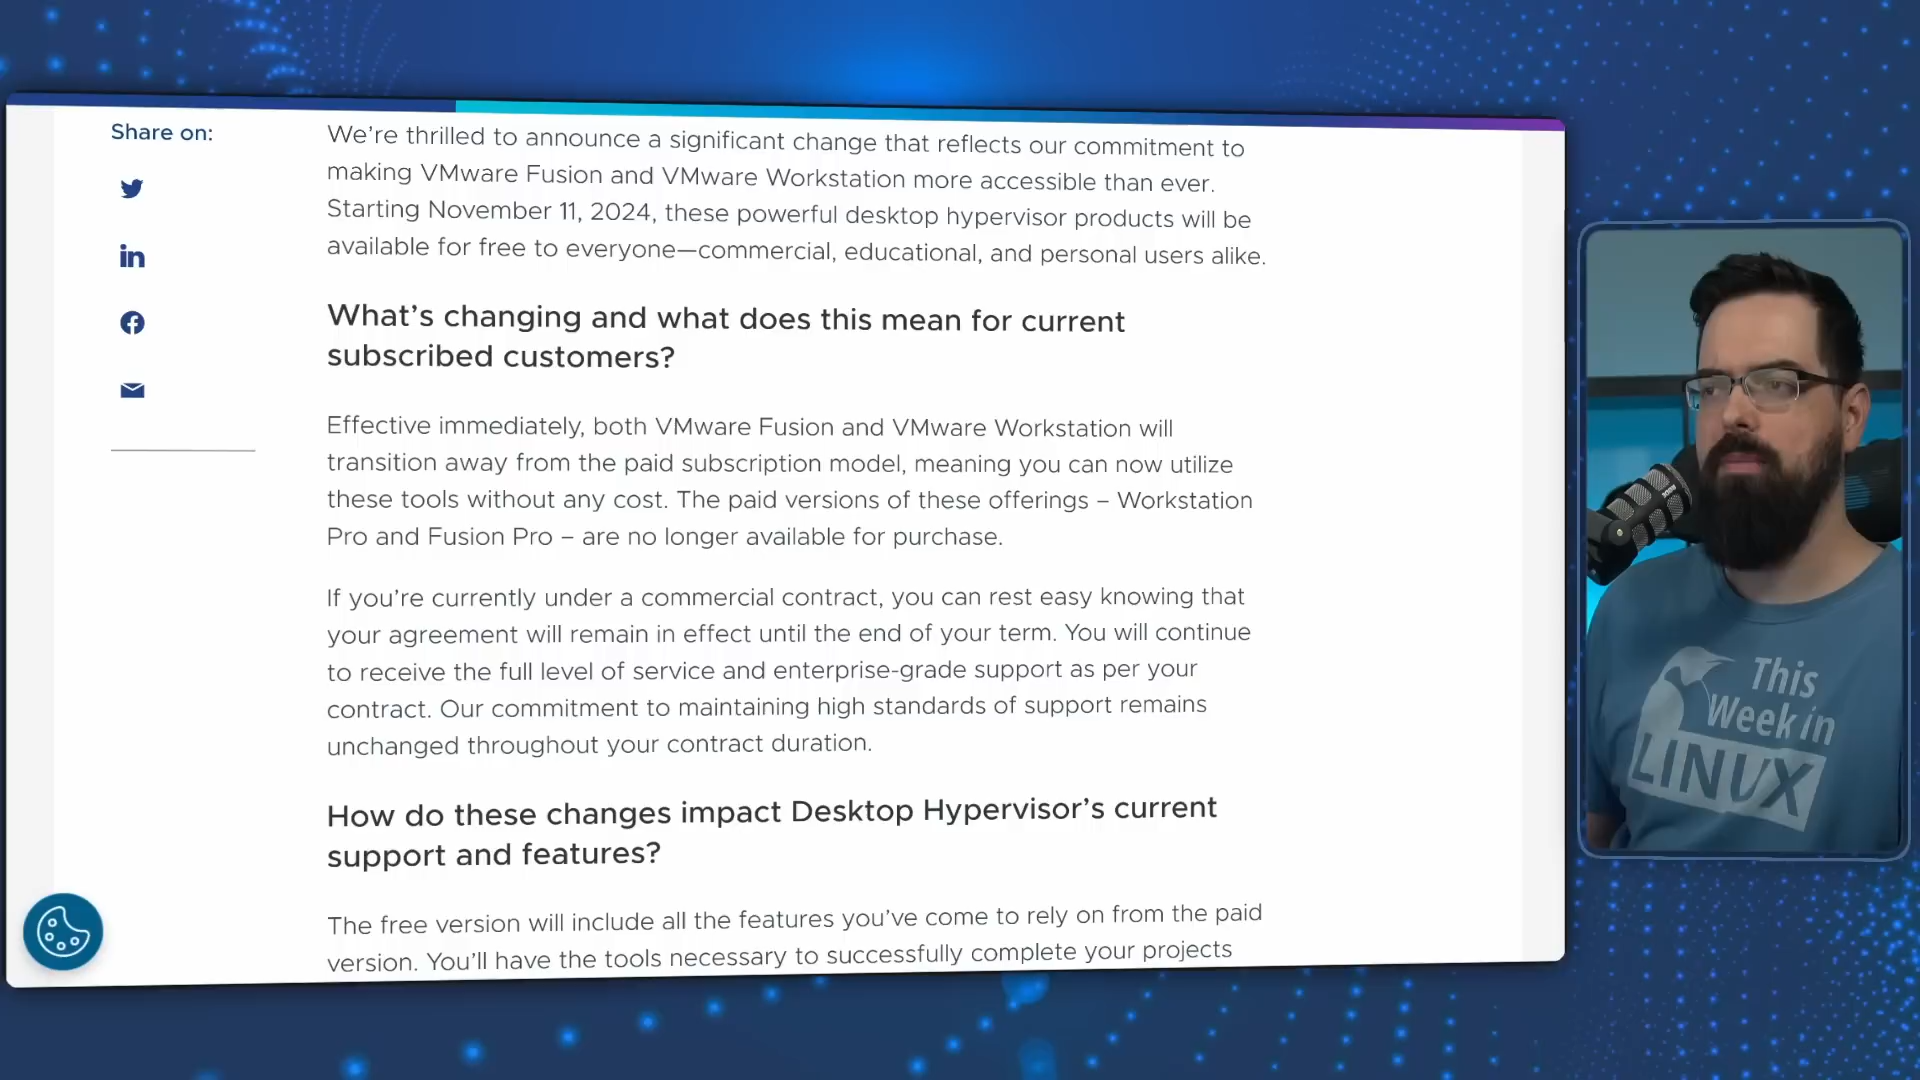 Share on:
We’re thrilled to announce a significant change that reflects our commitment to
making VMware Fusion and VMware Workstation more accessible than ever.
Starting November 11, 2024, these powerful desktop hypervisor products will be
available for free to everyone—commercial, educational, and personal users alike.
What’s changing and what does this mean for current
subscribed customers?
Effective immediately, both VMware Fusion and VMware Workstation will
transition away from the paid subscription model, meaning you can now utilize
these tools without any cost. The paid versions of these offerings – Workstation
Pro and Fusion Pro – are no longer available for purchase.
If you’re currently under a commercial contract, you can rest easy knowing that
your agreement will remain in effect until the end of your term. You will continue
to receive the full level of service and enterprise-grade support as per your
contract. Our commitment to maintaining high standards of support remains
unchanged throughout your contract duration.
How do these changes impact Desktop Hypervisor’s current
support and features?
The free version will include all the features you’ve come to rely on from the paid
version. You’ll have the tools necessary to successfully complete your projects
This
Week in
LINUX